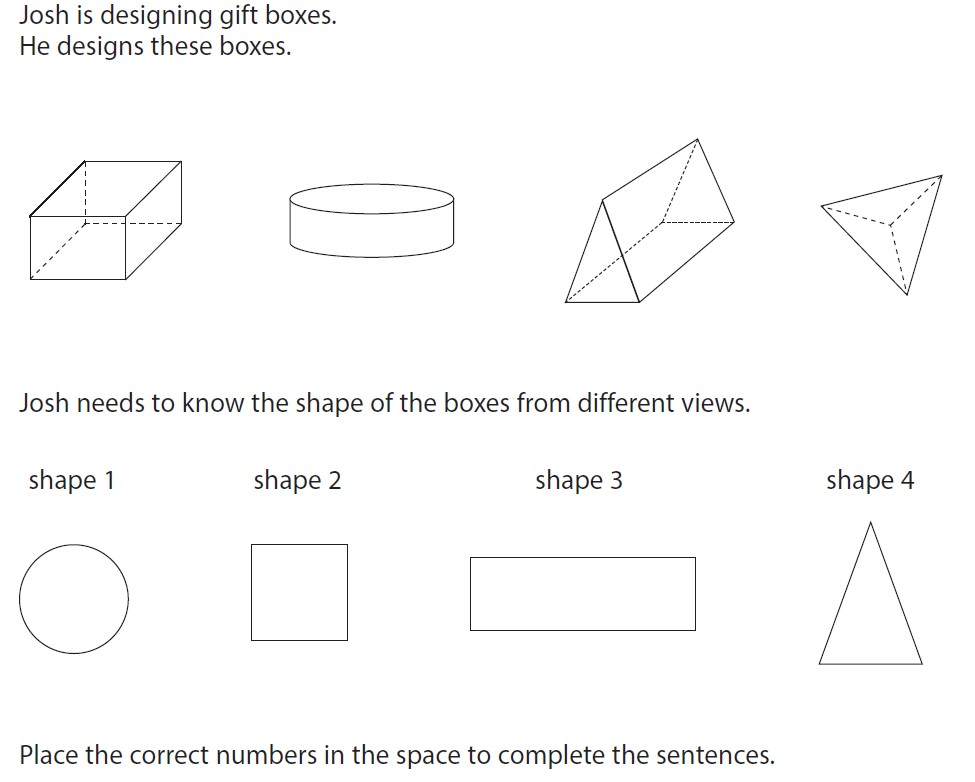 Josh is designing gift boxes.
He designs these boxes.
Josh needs to know the shape of the boxes from different views.
shape 1 shape 2 shape 3 shape 4
Place the correct numbers in the space to complete the sentences.